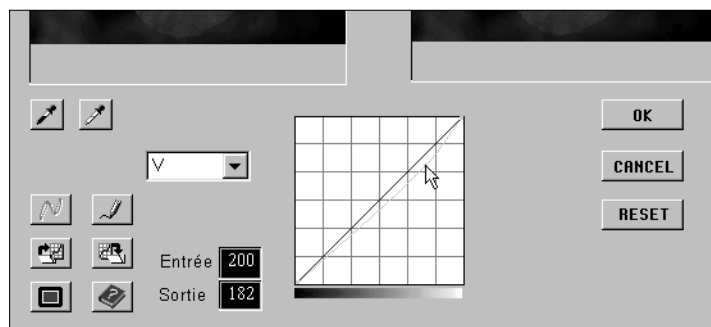 OK
V
CANCEL
RESET
Entrée 200
Sortie 182